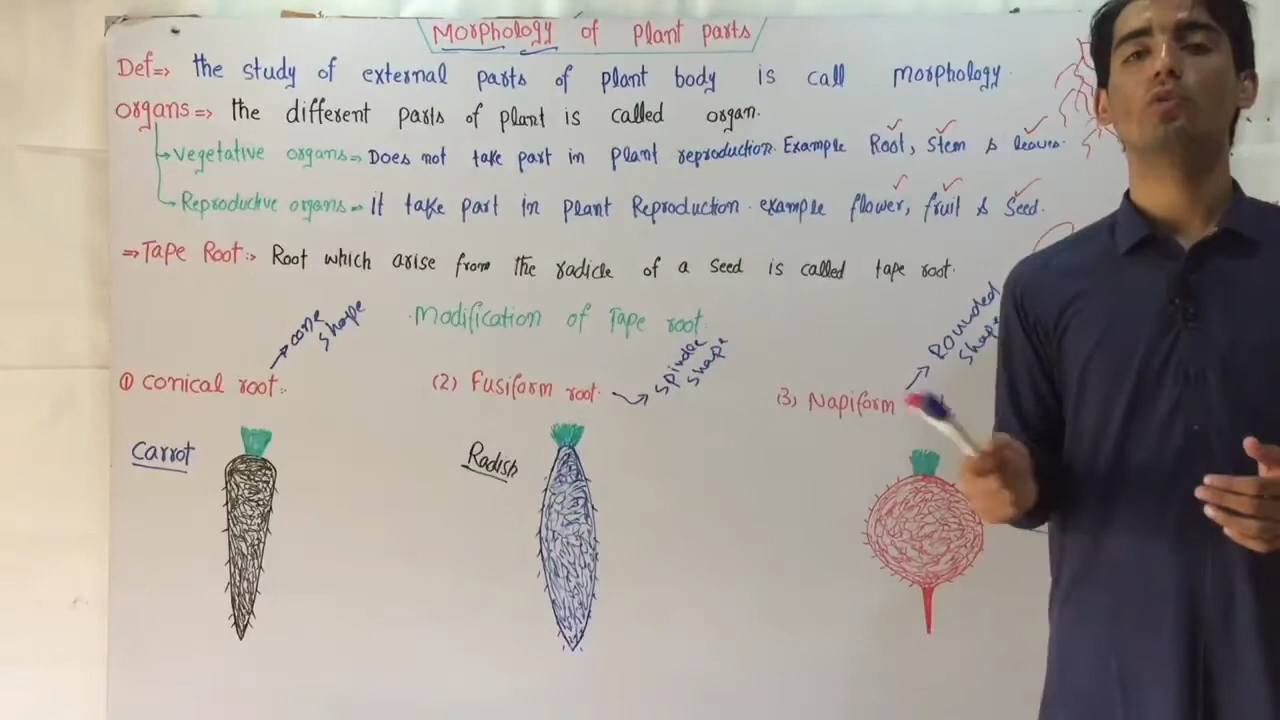 Morphology of plant parts
Def=> the study of external parts of plant body is call morphology.
Organs=> the different parts of plant is called organ.
Vegetative organs=> Does not take part in plant reproduction. Example Root, Stem & leaves.
Reproductive organs=> it take part in plant Reproduction. example flower, fruit & Seed.
=> Tape Root:> Root which arise from the radicle of a seed is called tape root.
Modification of Tape root
① Conical root:. cone shape
(2) Fusiform root. spindle shape
(3) Napiform Rounded shape
Carrot
Radish